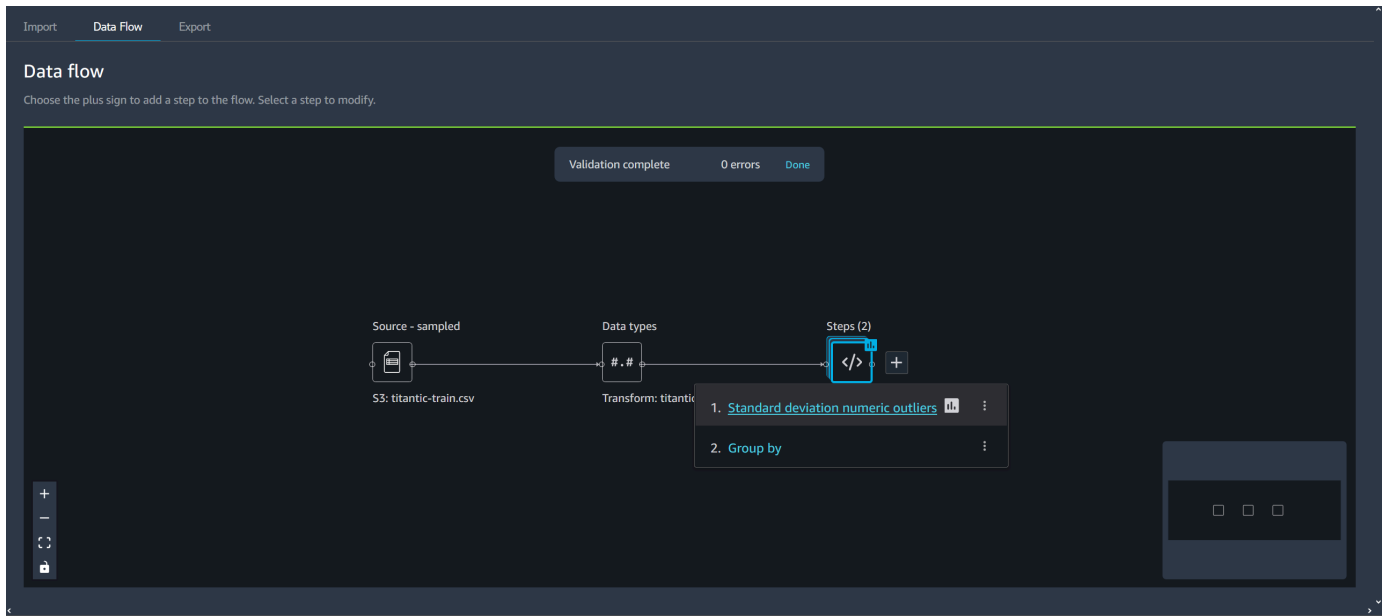 Import Data Flow Export
Data flow
Choose the plus sign to add a step to the flow. Select a step to modify.
Validation complete 0 errors Done
Source - sampled Data types Steps (2)
#.# </>
S3: titantic-train.csv Transform: titantic
1. Standard deviation numeric outliers
2. Group by